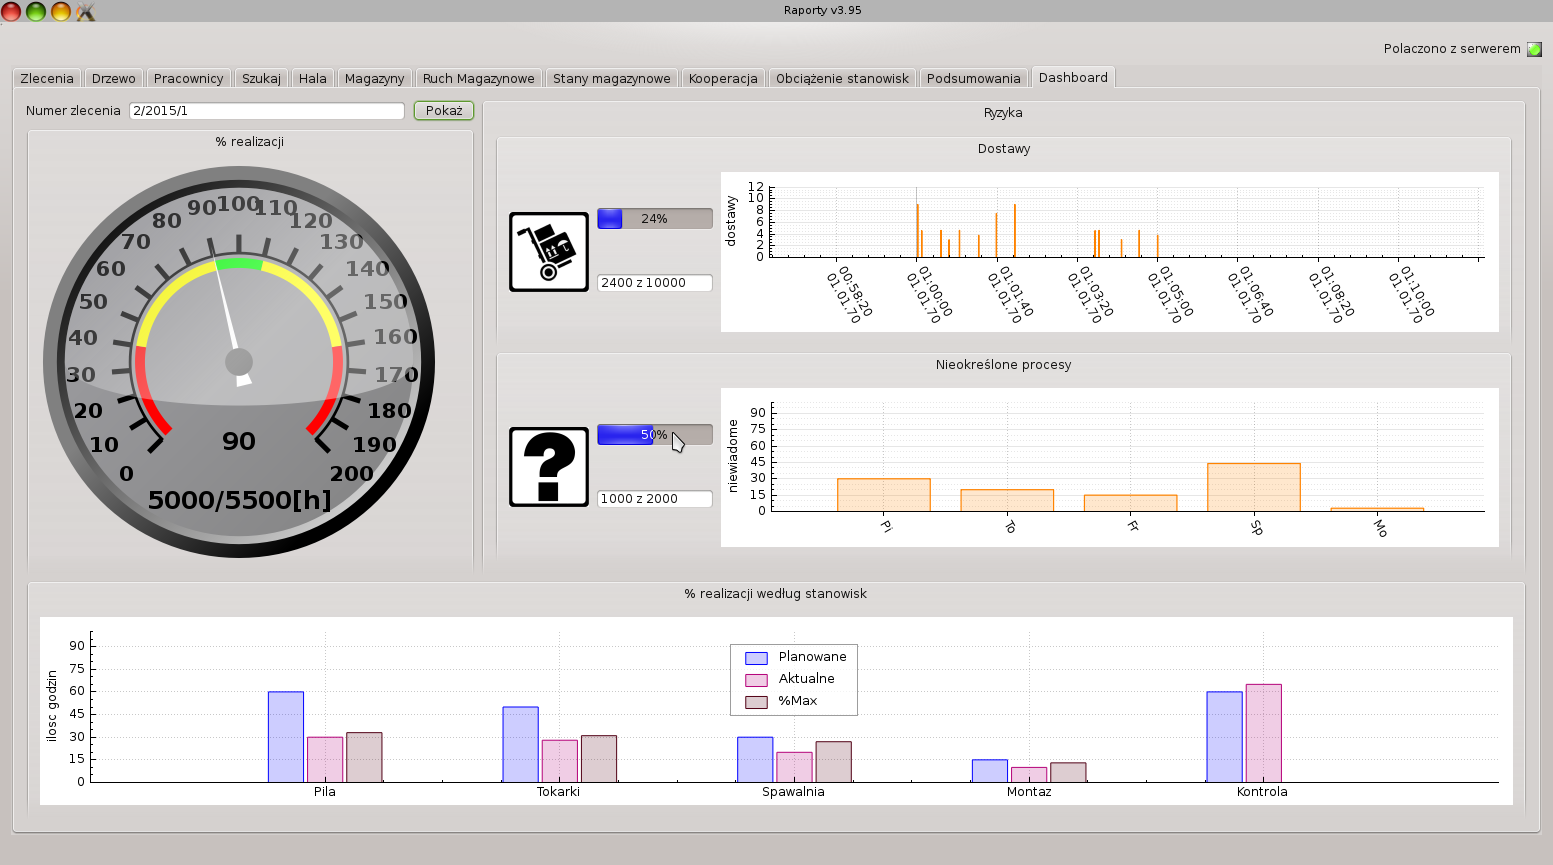 Raporty v3.95
Polaczono z serwerem
Zlecenia Drzewo Pracownicy Szukaj Hala Magazyny Ruch Magazynowe Stany magazynowe Kooperacja Obciążenie stanowisk Podsumowania Dashboard
Numer zlecenia 2/2015/1 Pokaż
% realizacji
0 10 20 30 40 50 60 70 80 90 100 110 120 130 140 150 160 170 180 190 200
90
5000/5500[h]
Ryzyka
Dostawy
24%
2400 z 10000
dostawy
12
10
8
6
4
2
0
00:58:20
01.01.70
01:00:00
01.01.70
01:01:40
01.01.70
01:03:20
01.01.70
01:05:00
01.01.70
01:06:40
01.01.70
01:08:20
01.01.70
01:10:00
01.01.70
Nieokreślone procesy
50%
1000 z 2000
niewiadome
90
75
60
45
30
15
0
Pi To Fr Sp Mo
% realizacji według stanowisk
ilosc godzin
90
75
60
45
30
15
0
Planowane
Aktualne
%Max
Pila Tokarki Spawalnia Montaz Kontrola